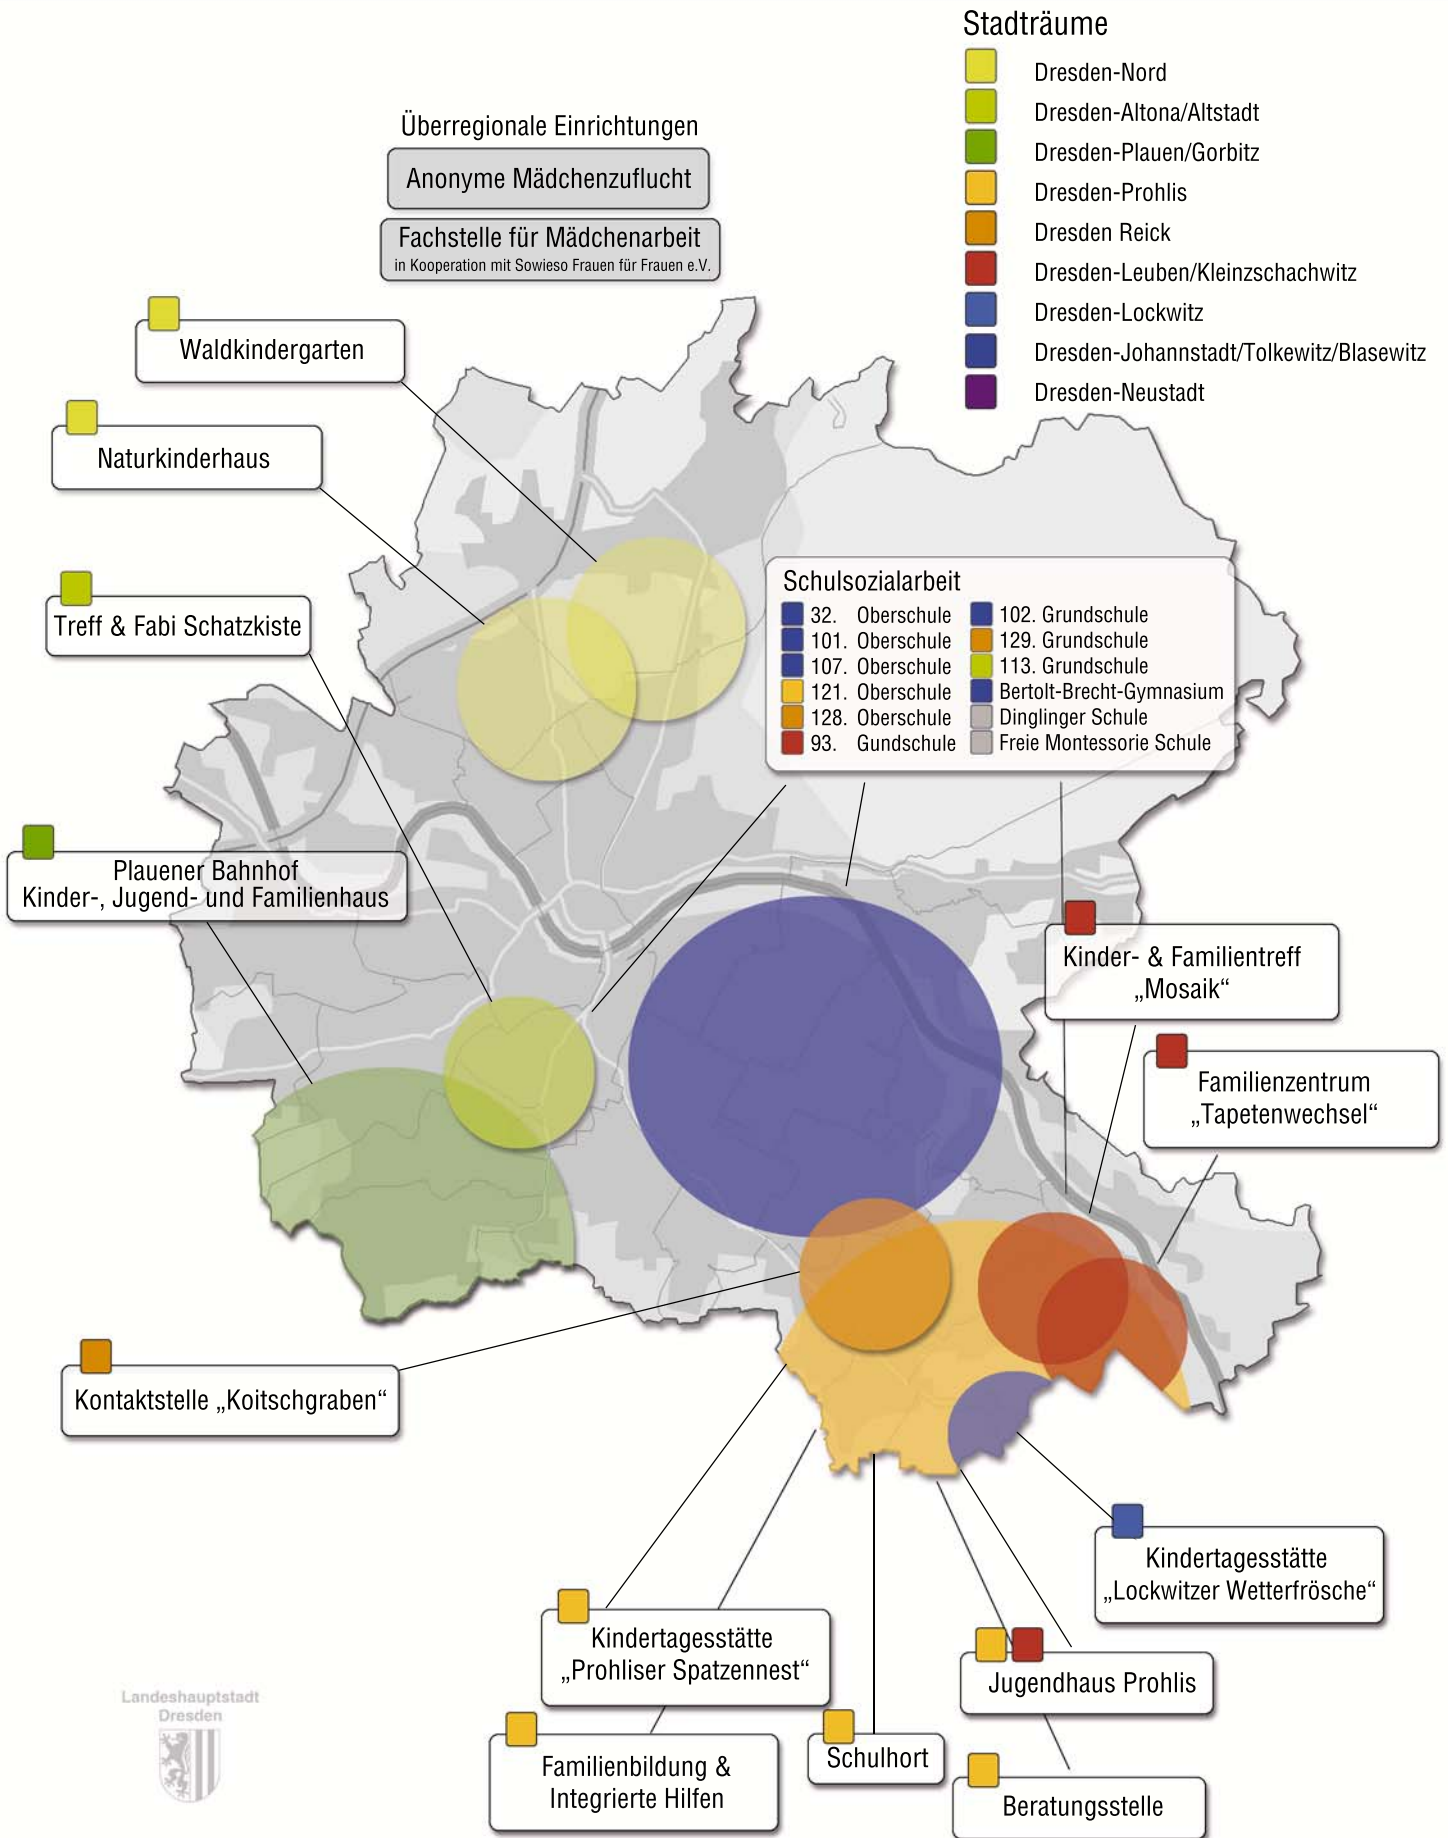 Stadträume
Dresden-Nord
Dresden-Altona/Altstadt
Dresden-Plauen/Gorbitz
Dresden-Prohlis
Dresden Reick
Dresden-Leuben/Kleinzschachwitz
Dresden-Lockwitz
Dresden-Johannstadt/Tolkewitz/Blasewitz
Dresden-Neustadt
Überregionale Einrichtungen
Anonyme Mädchenzuflucht
Fachstelle für Mädchenarbeit
in Kooperation mit Sowieso Frauen für Frauen e.V.
Waldkindergarten
Naturkinderhaus
Treff & Fabi Schatzkiste
Schulsozialarbeit
32. Oberschule
101. Oberschule
107. Oberschule
121. Oberschule
128. Oberschule
93. Gundschule
102. Grundschule
129. Grundschule
113. Grundschule
Bertolt-Brecht-Gymnasium
Dinglinger Schule
Freie Montessorie Schule
Plauener Bahnhof
Kinder-, Jugend- und Familienhaus
Kinder- & Familientreff
„Mosaik“
Familienzentrum
„Tapetenwechsel“
Kontaktstelle „Koitschgraben“
Kindertagesstätte
„Lockwitzer Wetterfrösche“
Kindertagesstätte
„Prohliser Spatzennest“
Jugendhaus Prohlis
Familienbildung &
Integrierte Hilfen
Schulhort
Beratungsstelle
Landeshauptstadt
Dresden